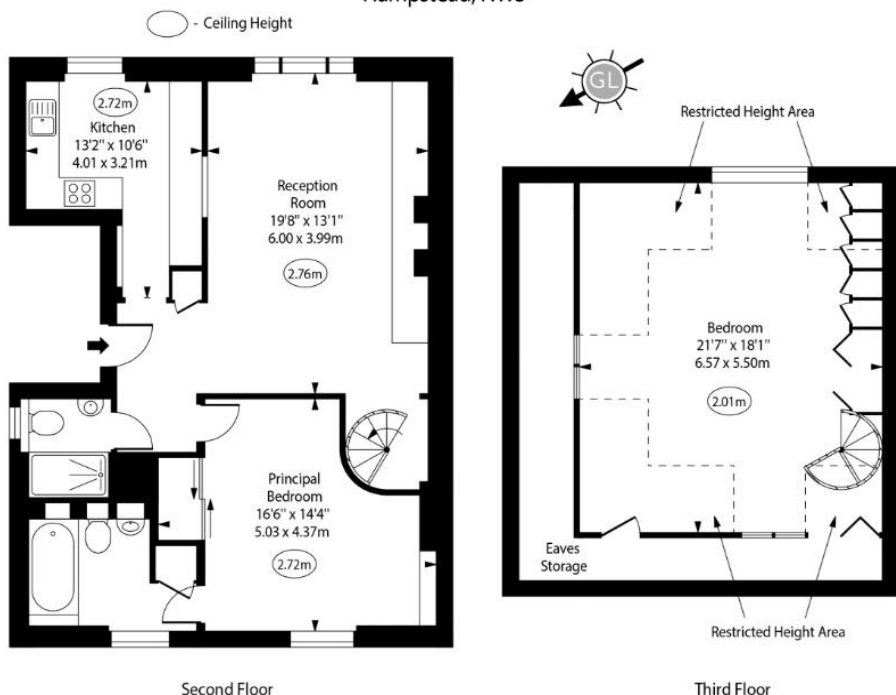 Hampstead,
- Ceiling Height
2.72m
Kitchen
13'2" x 10'6"
4.01 x 3.21m
Reception
Room
19'8" x 13'1"
6.00 x 3.99m
2.76m
Principal
Bedroom
16'6" x 14'4"
5.03 x 4.37m
2.72m
Second Floor
GL
Restricted Height Area
Bedroom
21'7" x 18'1"
6.57 x 5.50m
2.01m
Eaves
Storage
Restricted Height Area
Third Floor